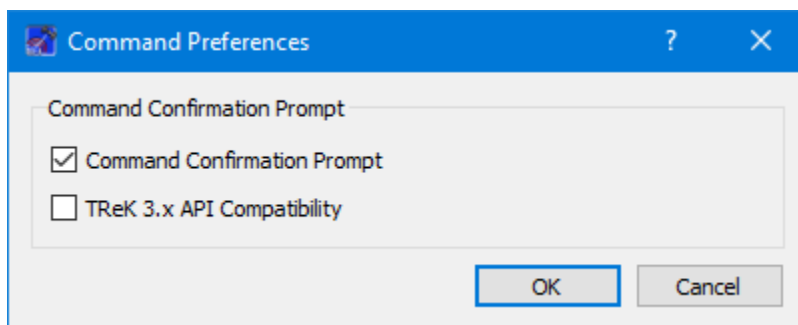 Command Preferences ?
Command Confirmation Prompt
Command Confirmation Prompt
TReK 3.x API Compatibility
OK Cancel